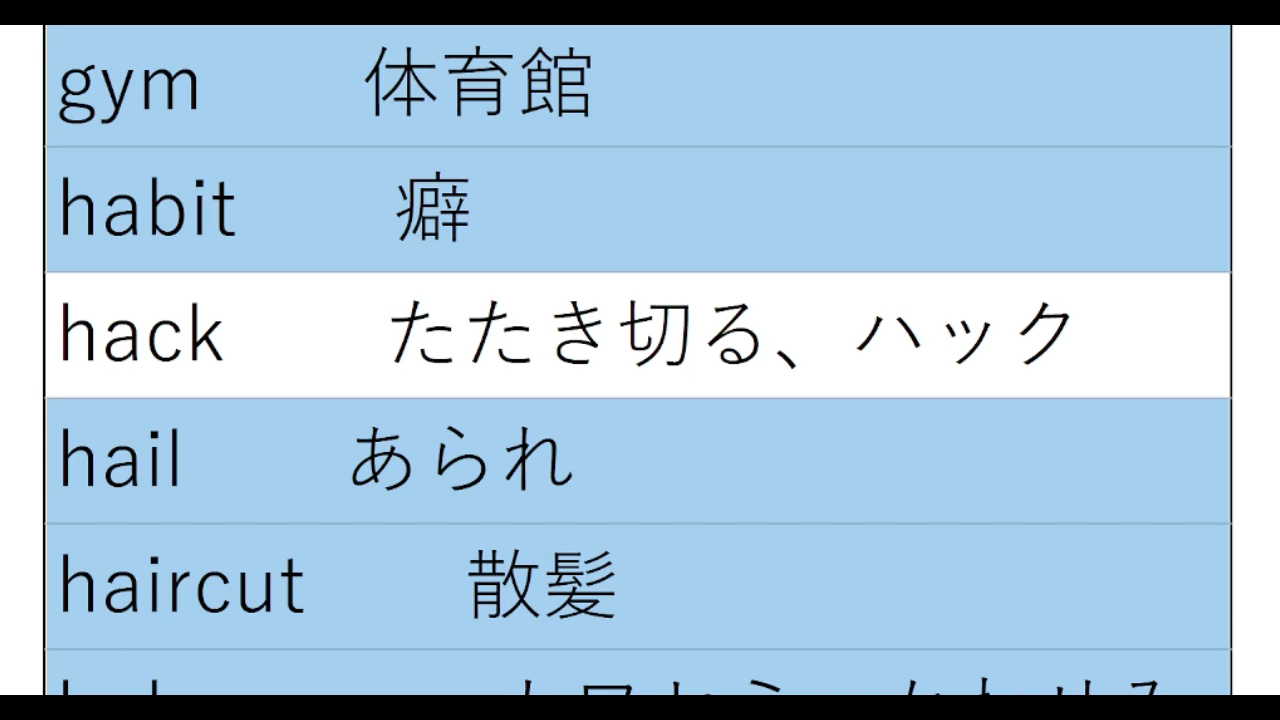 gym 体育館
habit 癖
hack たたき切る、ハック
hail あられ
haircut 散髪